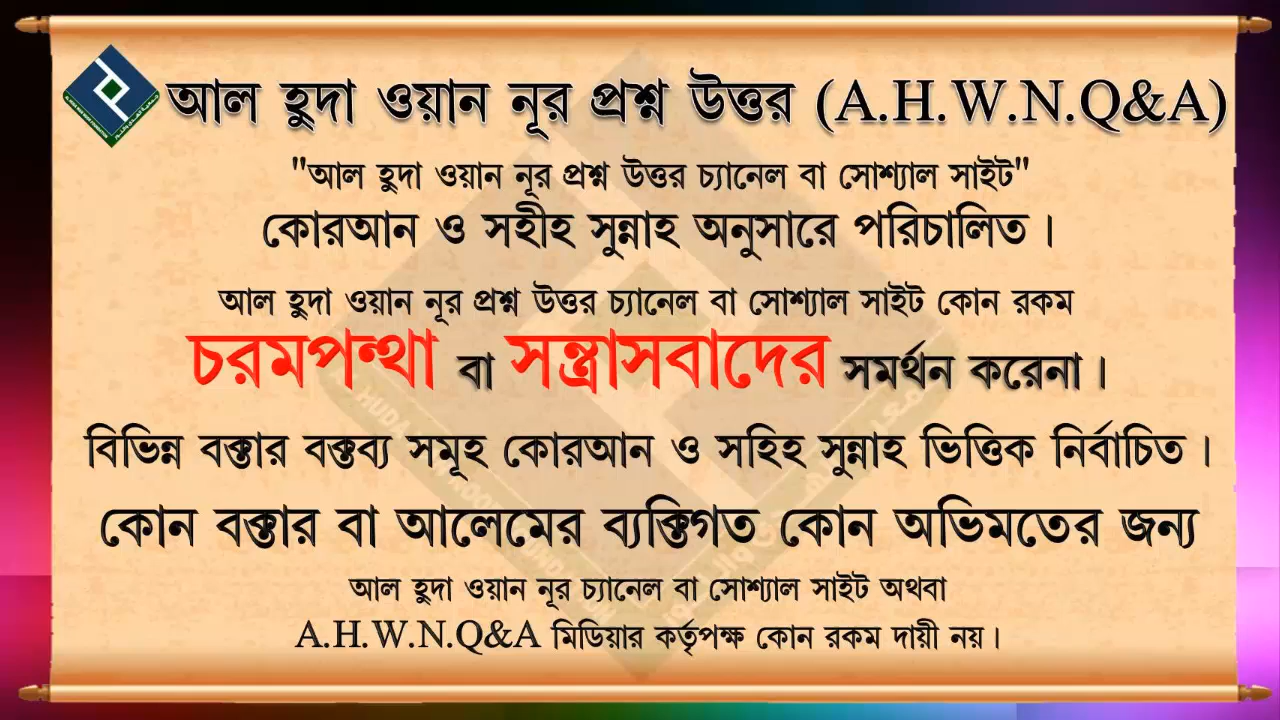 আল হুদা ওয়ান নূর প্রশ্ন উত্তর (A.H.W.N.Q&A)
"আল হুদা ওয়ান নূর প্রশ্ন উত্তর চ্যানেল বা সোশ্যাল সাইট"
কোরআন ও সহীহ সুন্নাহ অনুসারে পরিচালিত।
আল হুদা ওয়ান নূর প্রশ্ন উত্তর চ্যানেল বা সোশ্যাল সাইট কোন রকম
চরমপন্থা বা সন্ত্রাসবাদের সমর্থন করেনা।
বিভিন্ন বক্তার বক্তব্য সমূহ কোরআন ও সহিহ সুন্নাহ ভিত্তিক নির্বাচিত।
কোন বক্তার বা আলেমের ব্যক্তিগত কোন অভিমতের জন্য
আল হুদা ওয়ান নূর চ্যানেল বা সোশ্যাল সাইট অথবা
A.H.W.N.Q&A মিডিয়ার কর্তৃপক্ষ কোন রকম দায়ী নয়।